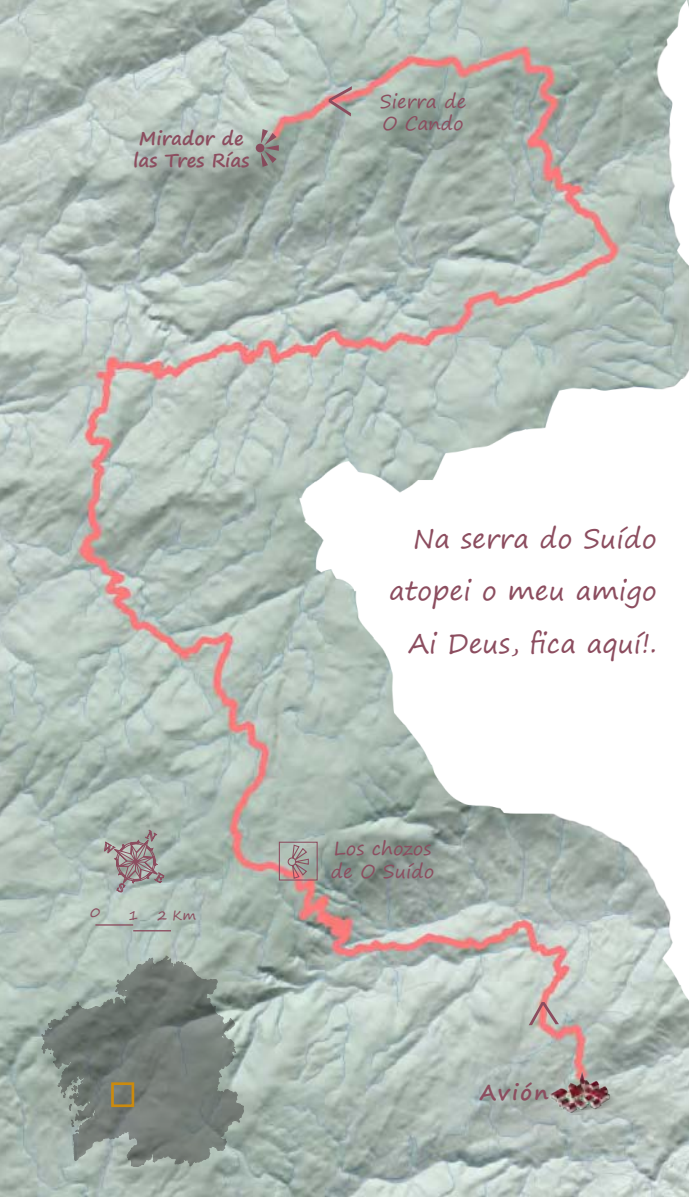 Sierra de
O Cando
Mirador de
las Tres Rías
Na serra do Suído
atopei o meu amigo
Ai Deus, fica aquí!.
Los chozos
de O Suído
N
W
S
E
0 1 2 Km
Avión